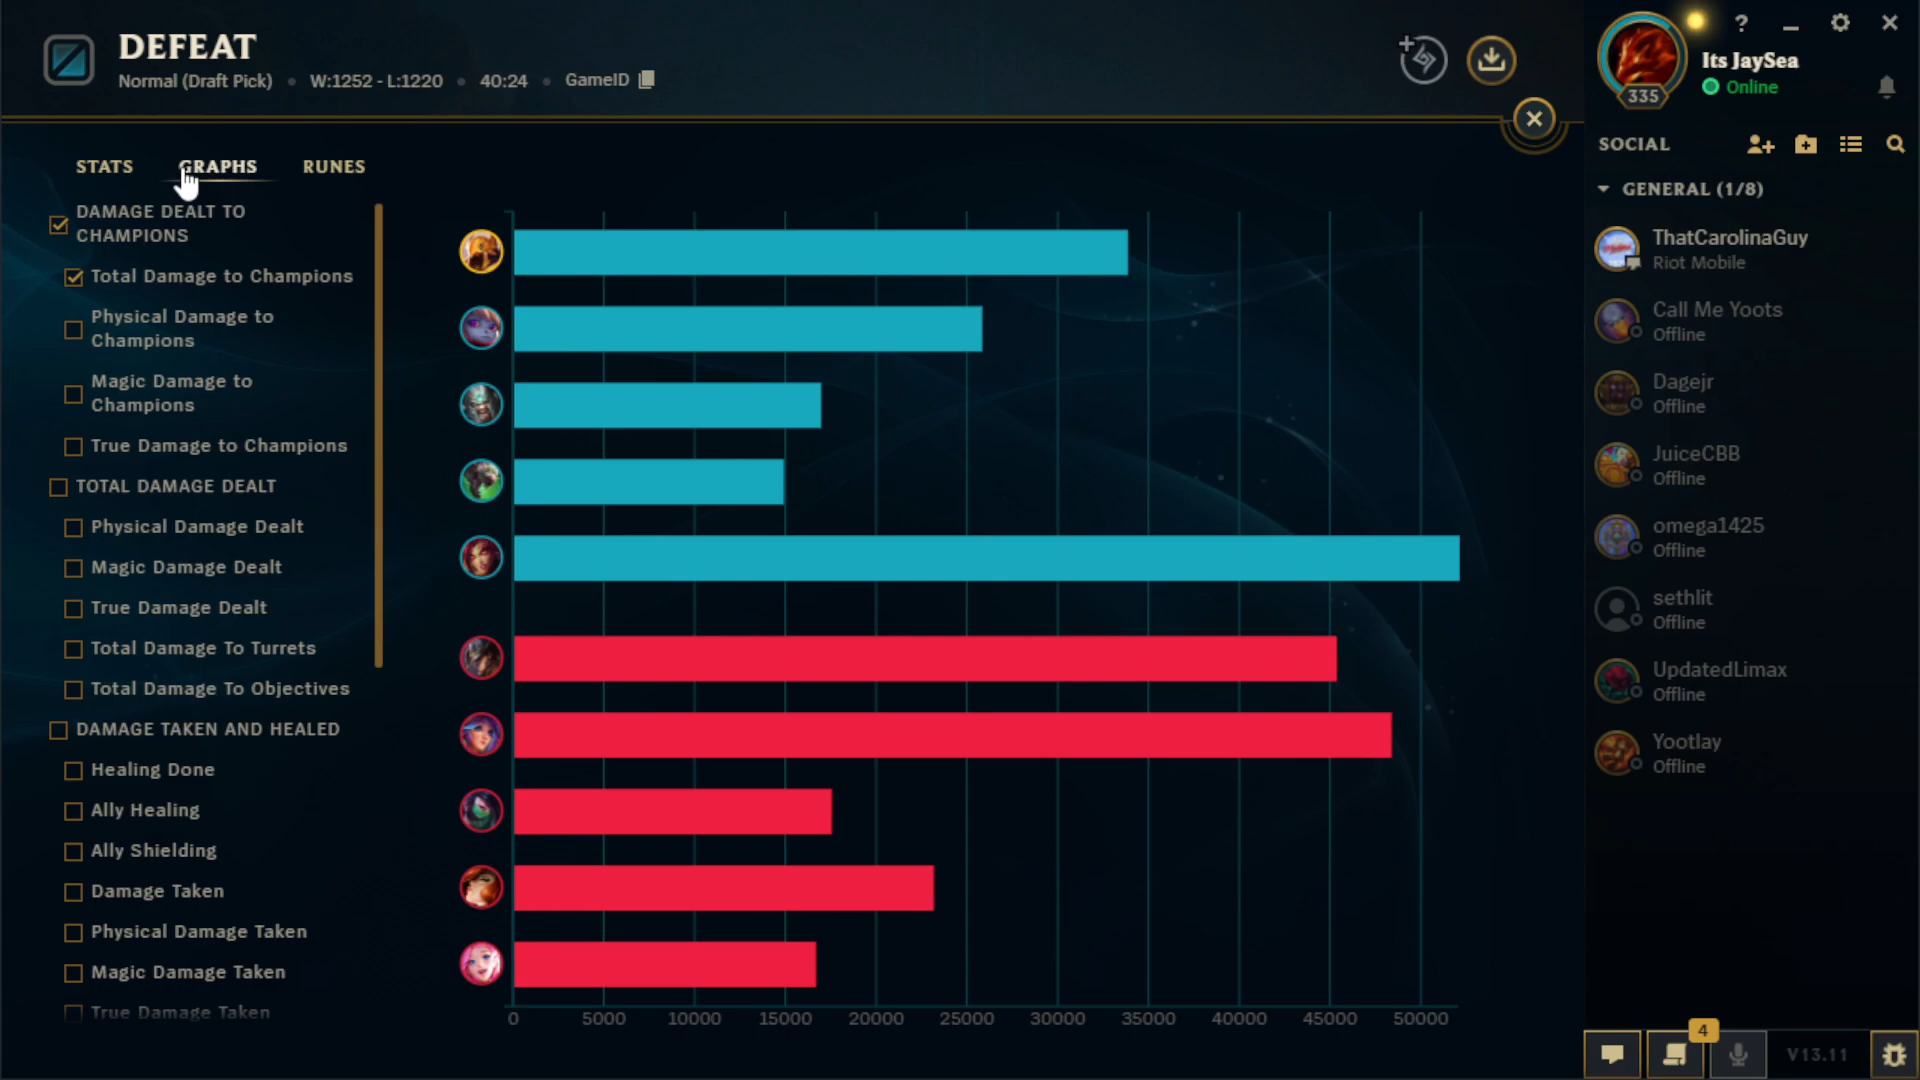 DEFEAT
Normal (Draft Pick) • W:1252 - L:1220 • 40:24 • GameID
STATS GRAPHS RUNES
DAMAGE DEALT TO
CHAMPIONS
Total Damage to Champions
Physical Damage to
Champions
Magic Damage to
Champions
True Damage to Champions
TOTAL DAMAGE DEALT
Physical Damage Dealt
Magic Damage Dealt
True Damage Dealt
Total Damage To Turrets
Total Damage To Objectives
DAMAGE TAKEN AND HEALED
Healing Done
Ally Healing
Ally Shielding
Damage Taken
Physical Damage Taken
Magic Damage Taken
True Damage Taken
0 5000 10000 15000 20000 25000 30000 35000 40000 45000 50000
?
Its JaySea
335
Online
SOCIAL
GENERAL (1/8)
ThatCarolinaGuy
Riot Mobile
Call Me Yoots
Offline
Dagejr
Offline
JuiceCBB
Offline
omega1425
Offline
sethlit
Offline
UpdatedLimax
Offline
Yootlay
Offline
4
V13.11